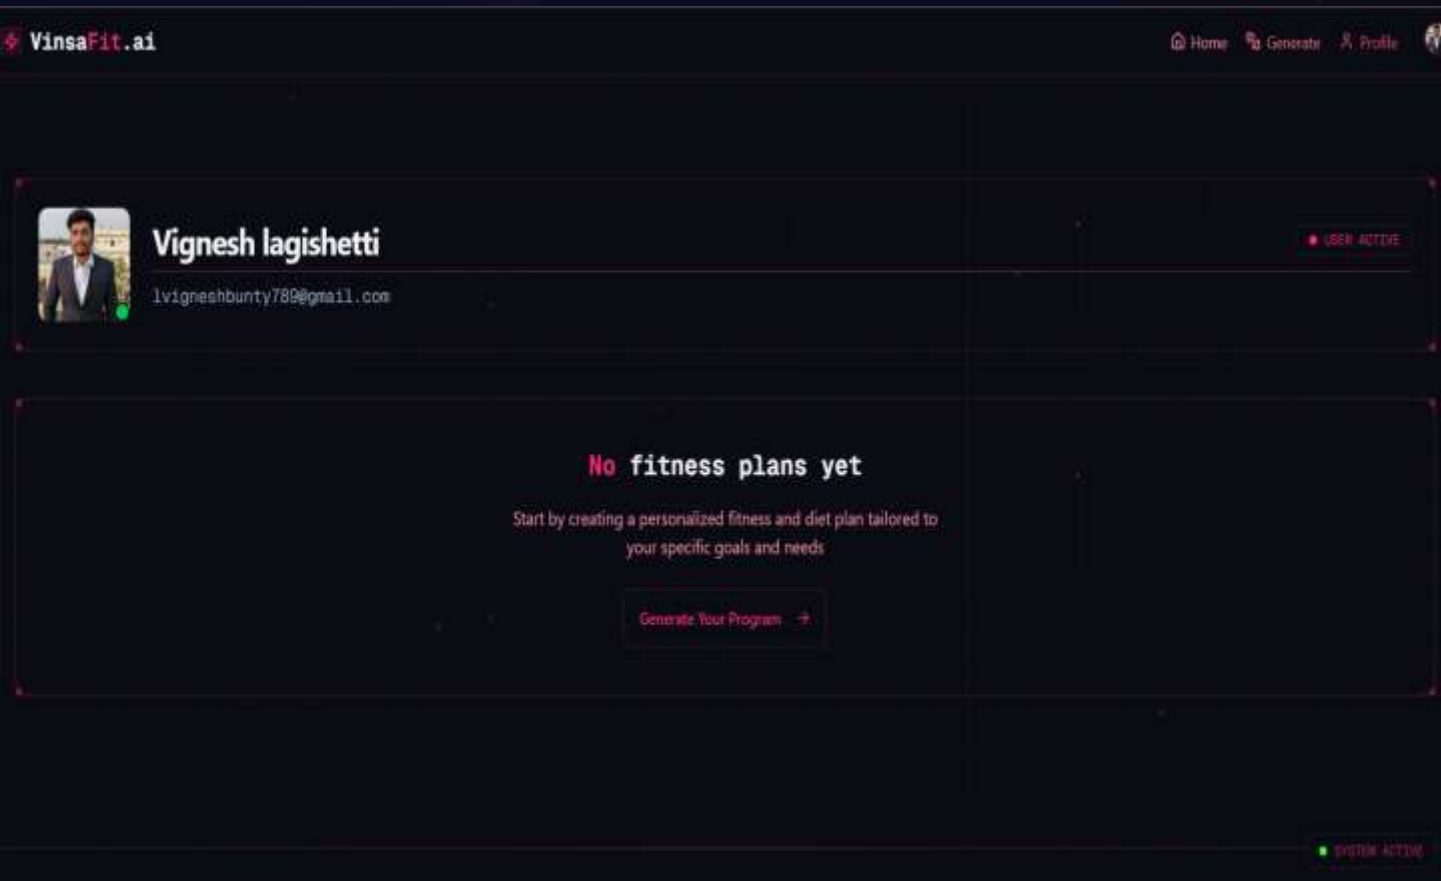 VinsaFit.ai
Home Generate Profile
Vignesh lagishetti
USER ACTIVE
lvigneshbunty789@gmail.com
No fitness plans yet
Start by creating a personalized fitness and diet plan tailored to
your specific goals and needs
Generate Your Program →
SYSTEM ACTIVE